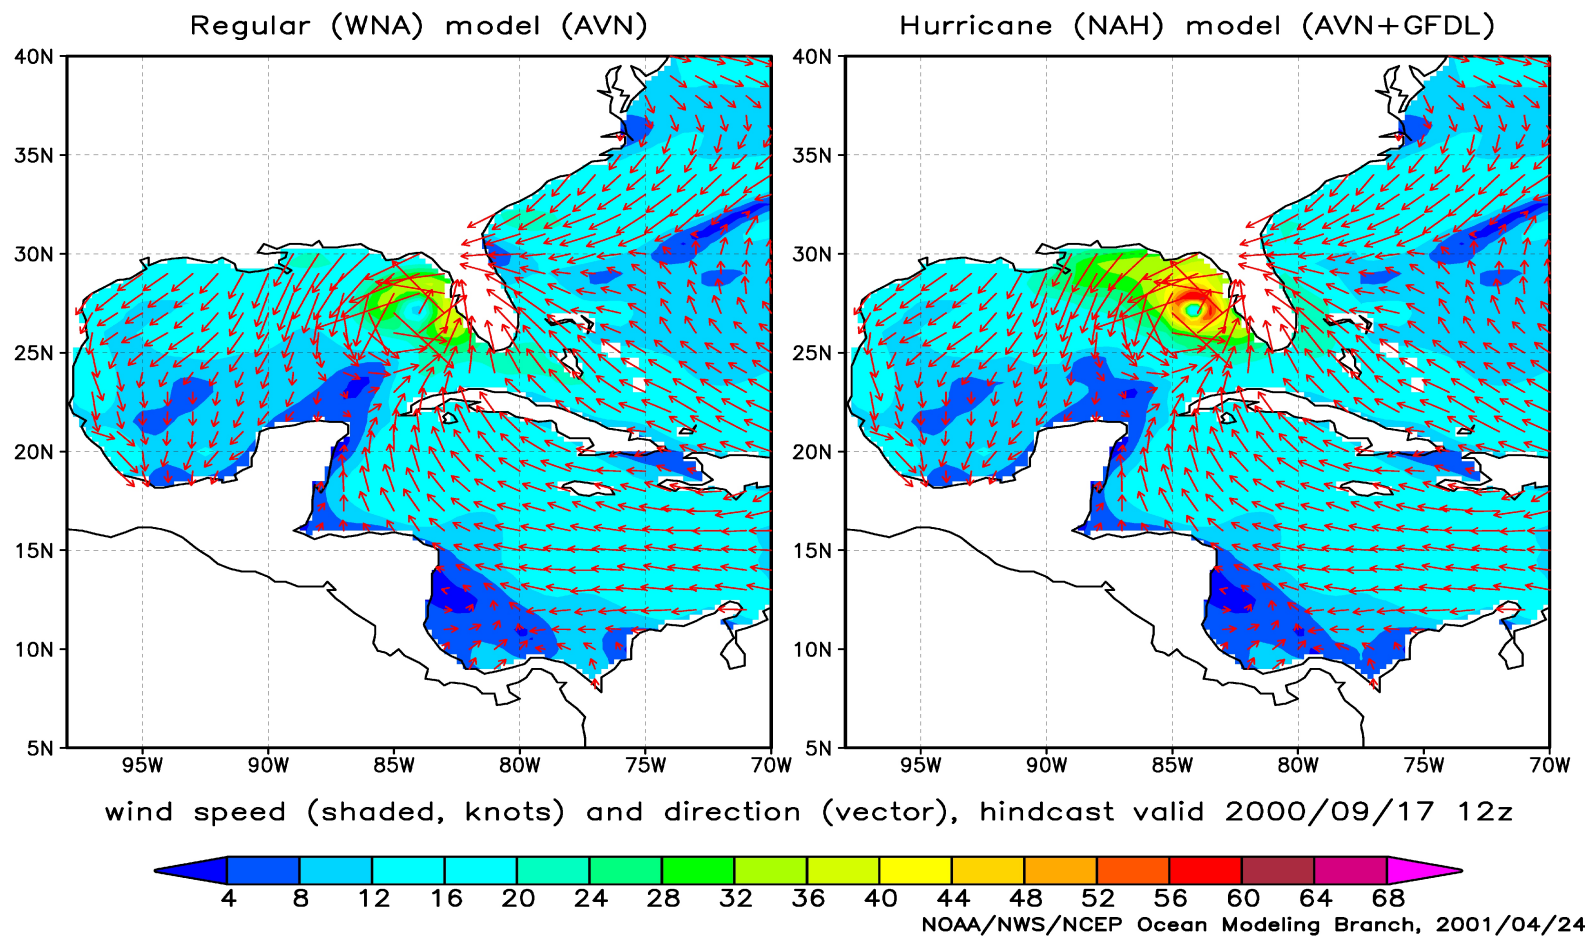 Regular (WNA) model (AVN) Hurricane (NAH) model (AVN+GFDL)
40N 40N
35N 35N
30N 30N
25N 25N
20N 20N
15N 15N
10N 10N
5N 5N
95W 90W 85W 80W 75W 70W 95W 90W 85W 80W 75W 70W
wind speed (shaded, knots) and direction (vector), hindcast valid 2000/09/17 12z
4 8 12 16 20 24 28 32 36 40 44 48 52 56 60 64 68
NOAA/NWS/NCEP Ocean Modeling Branch, 2001/04/24